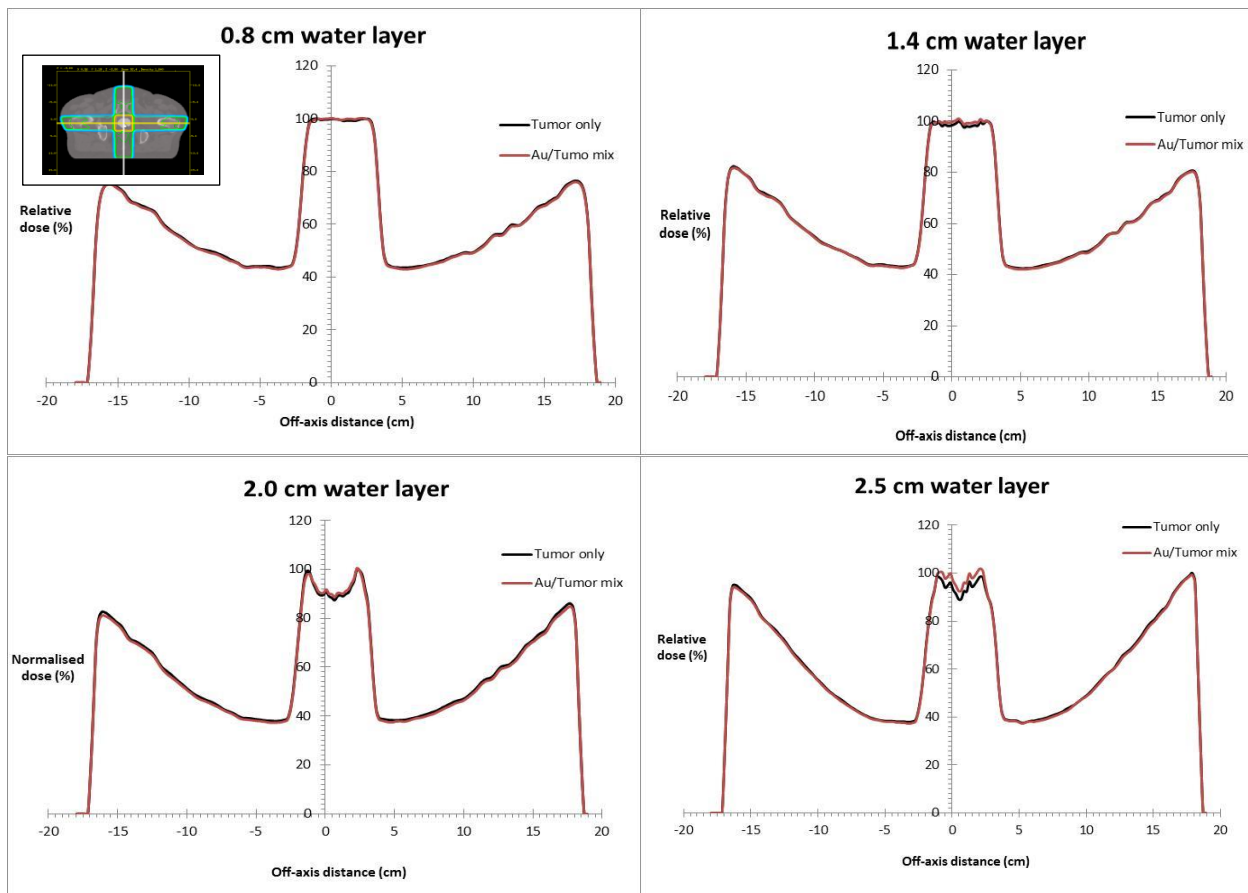 0.8 cm water layer
120
100
80
60
40
20
0
Tumor only
Au/Tumo mix
Relative
dose (%)
-20 -15 -10 -5 5 10 15 20
Off-axis distance (cm)
1.4 cm water layer
120
100
80
60
40
20
0
Tumor only
Au/Tumor mix
Relative
dose (%)
-20 -15 -10 -5 0 5 10 15 20
Off-axis distance (cm)
2.0 cm water layer
120
100
80
60
40
20
0
Tumor only
Au/Tumor mix
Normalised
dose (%)
-20 -15 -10 -5 0 5 10 15 20
Off-axis distance (cm)
2.5 cm water layer
120
100
80
60
40
20
0
Tumor only
Au/Tumor mix
Relative
dose (%)
-20 -15 -10 -5 0 5 10 15 20
Off-axis distance (cm)